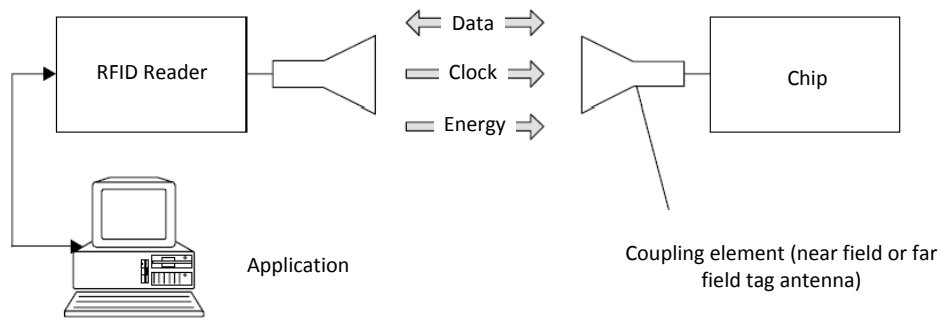 Data
RFID Reader
Clock
Chip
Energy
Application
Coupling element (near field or far
field tag antenna)